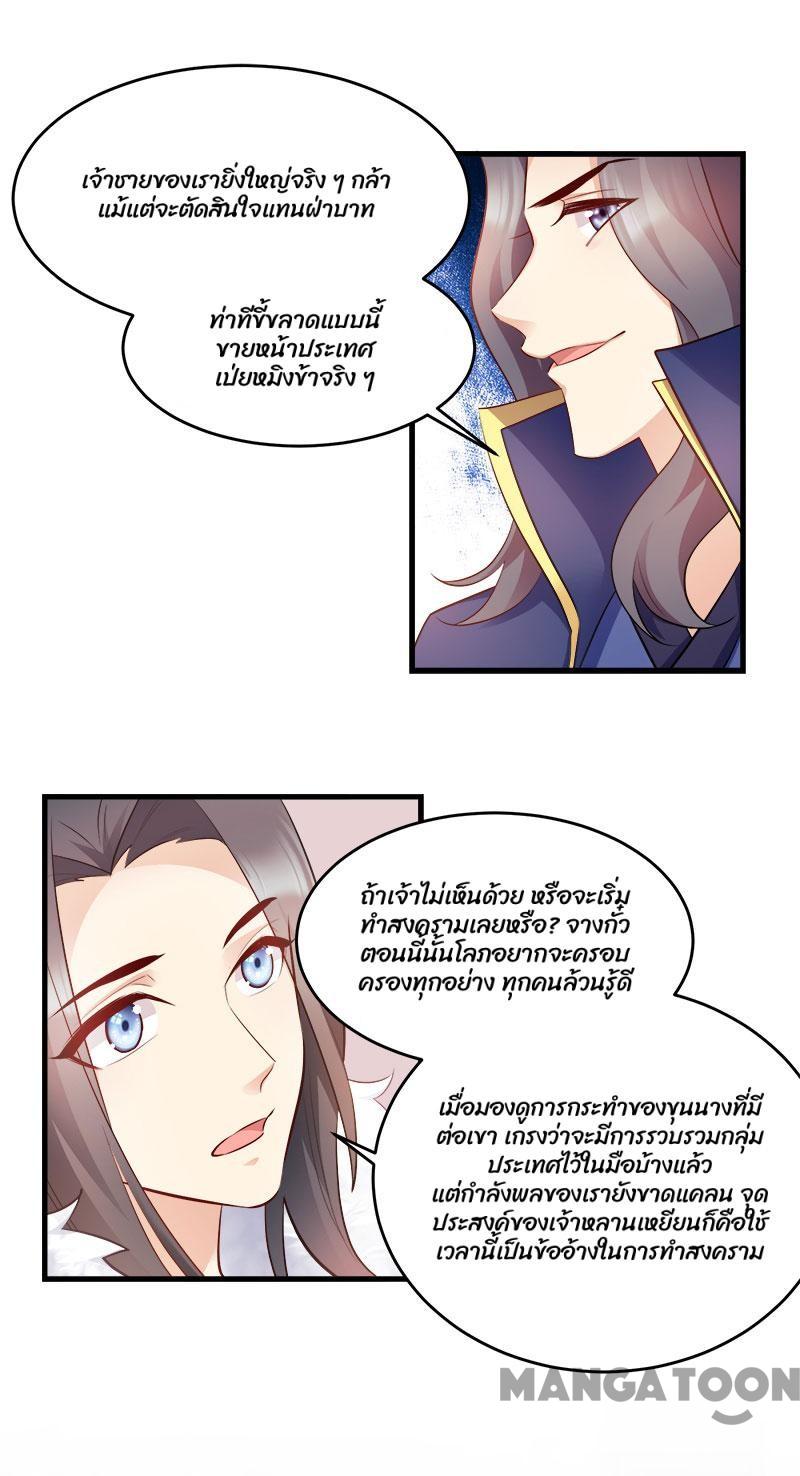 เจ้าชายของเรายิ่งใหญ่จริง ๆ กล้า
แม้แต่จะตัดสินใจแทนฝ่าบาท
ท่าทีขี้ขลาดแบบนี้
ขายหน้าประเทศ
เป่ยหมิงข้าจริง ๆ
ถ้าเจ้าไม่เห็นด้วย หรือจะเริ่ม
ทำสงครามเลยหรือ? จางกั๋ว
ตอนนี้นั้นโลภอยากจะครอบ
ครองทุกอย่าง ทุกคนล้วนรู้ดี
เมื่อมองดูการกระทำของขุนนางที่มี
ต่อเขา เกรงว่าจะมีการรวบรวมกลุ่ม
ประเทศไว้ในมือบ้างแล้ว
แต่กำลังพลของเรายังขาดแคลน จุด
ประสงค์ของเจ้าหลานเหยียนก็คือใช้
เวลานี้เป็นข้ออ้างในการทำสงคราม
MANGATOON